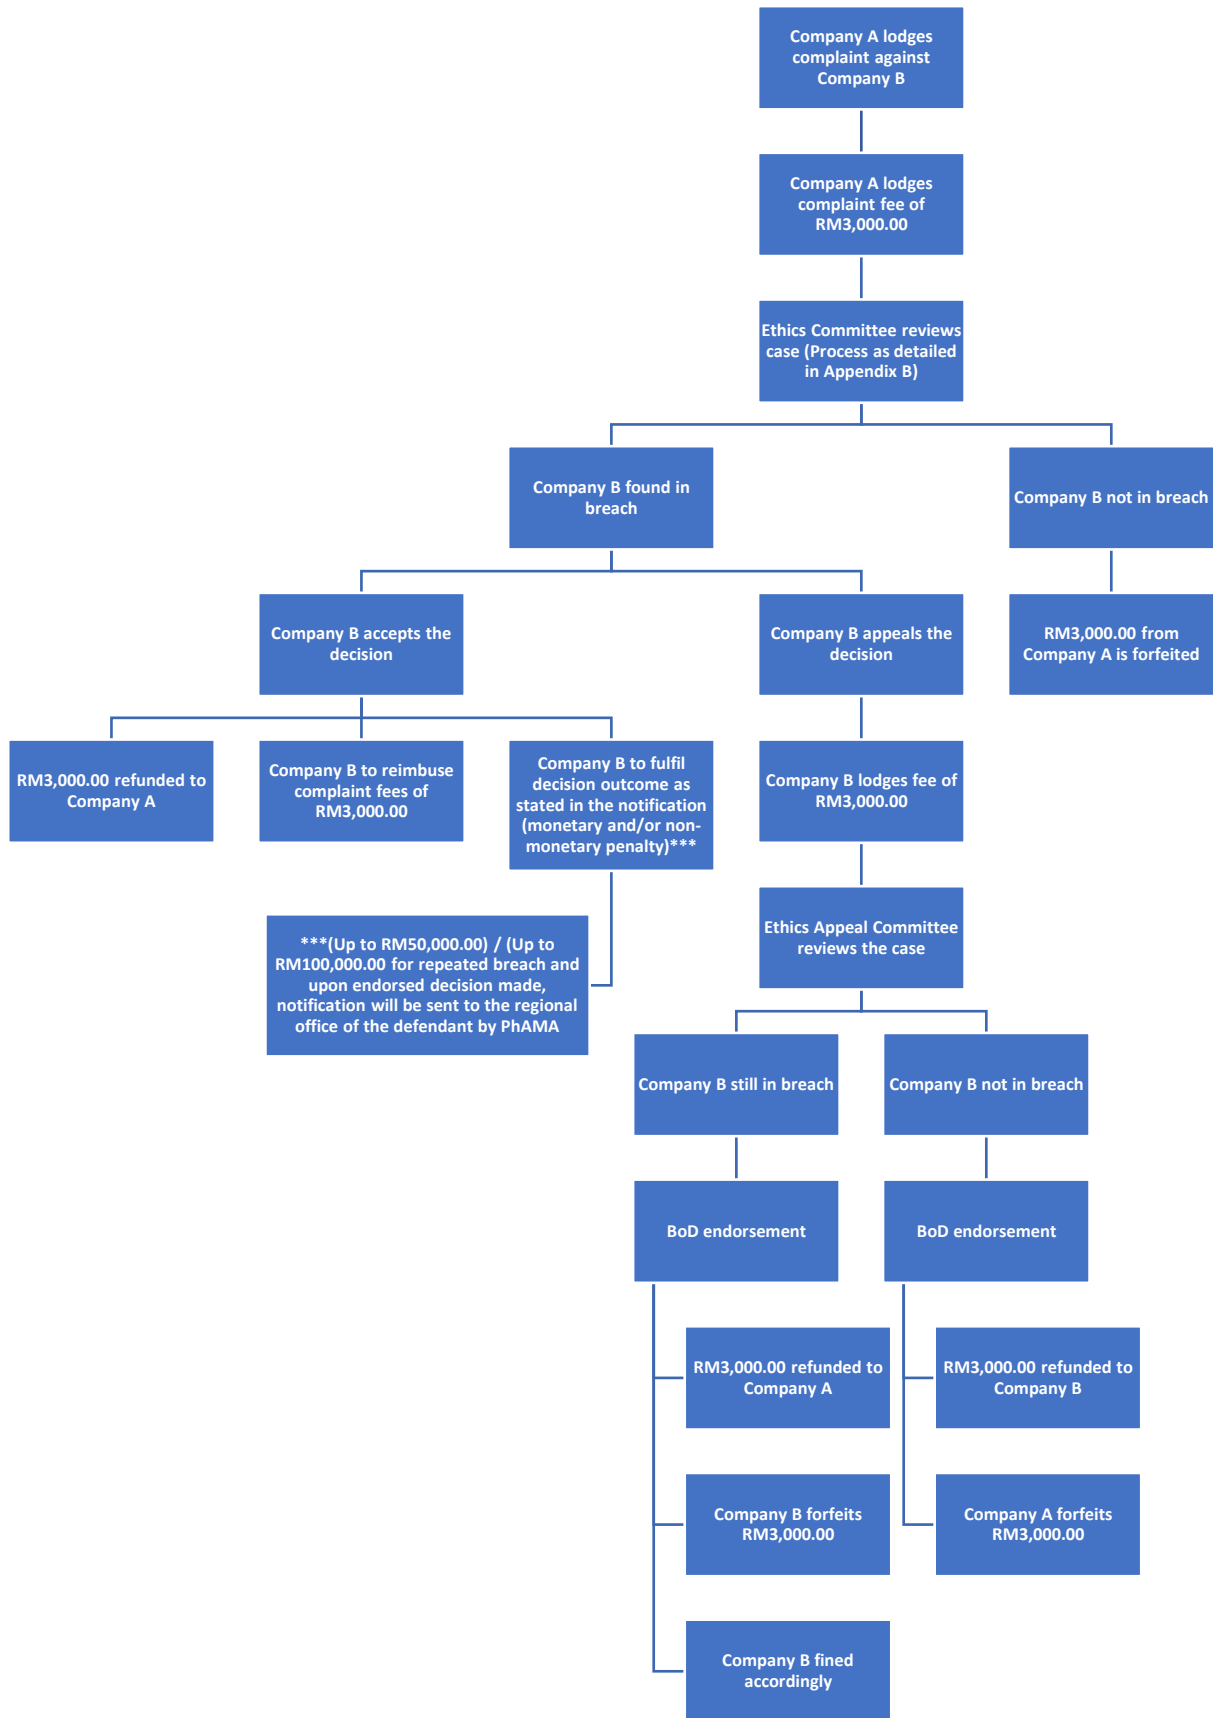 Company A lodges
complaint against
Company B
Company A lodges
complaint fee of
RM3,000.00
Ethics Committee reviews
case (Process as detailed
in Appendix B)
Company B found in
breach
Company B not in breach
Company B accepts the
decision
Company B appeals the
decision
RM3,000.00 from
Company A is forfeited
RM3,000.00 refunded to
Company A
Company B to reimbuse
complaint fees of
RM3,000.00
Company B to fulfil
decision outcome as
stated in the notification
(monetary and/or non-
monetary penalty)***
Company B lodges fee of
RM3,000.00
***(Up to RM50,000.00) / (Up to
RM100,000.00 for repeated breach and
upon endorsed decision made,
notification will be sent to the regional
office of the defendant by PhAMA
Ethics Appeal Committee
reviews the case
Company B still in breach
Company B not in breach
BoD endorsement
BoD endorsement
RM3,000.00 refunded to
Company A
RM3,000.00 refunded to
Company B
Company B forfeits
RM3,000.00
Company A forfeits
RM3,000.00
Company B fined
accordingly